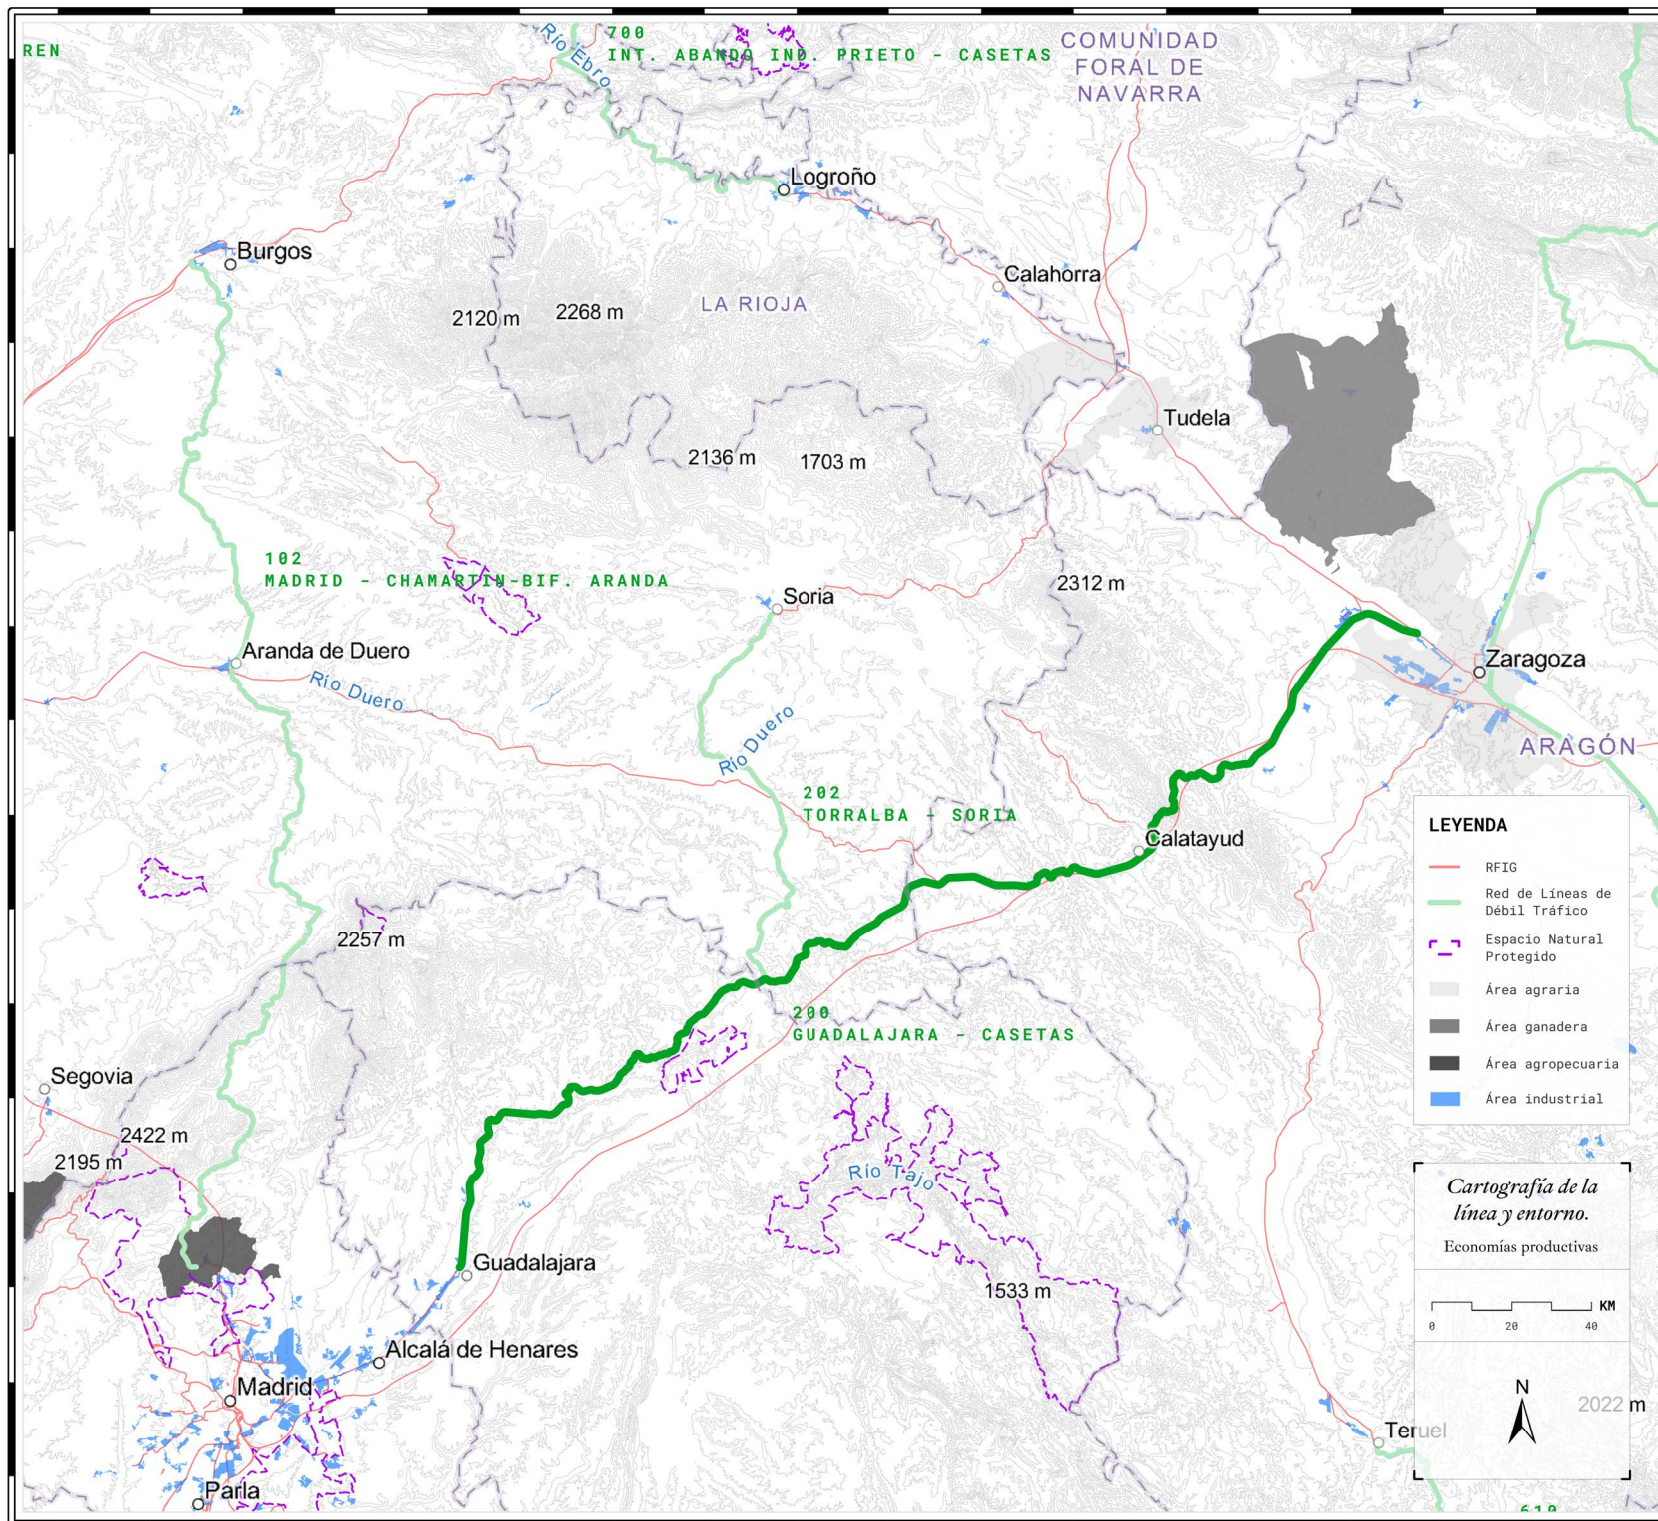 REN
700
INT. ABANDO IND. PRIETO - CASETAS
Río Ebro
COMUNIDAD
FORAL DE
NAVARRA
Logroño
Burgos
Calahorra
2120 m
2268 m
LA RIOJA
Tudela
2136 m
1703 m
102
MADRID - CHAMARTIN-BIF. ARANDA
2312 m
Soria
Aranda de Duero
Zaragoza
Río Duero
Río Duero
ARAGÓN
202
TORRALBA - SORIA
Calatayud
2257 m
200
GUADALAJARA - CASETAS
Segovia
2422 m
2195 m
Río Tajo
Guadalajara
1533 m
Alcalá de Henares
Madrid
Parla
Teruel
2022 m
610
LEYENDA
RFIG
Red de Líneas de
Débil Tráfico
Espacio Natural
Protegido
Área agraria
Área ganadera
Área agropecuaria
Área industrial
Cartografía de la
línea y entorno.
Economías productivas
KM
0 20 40
N